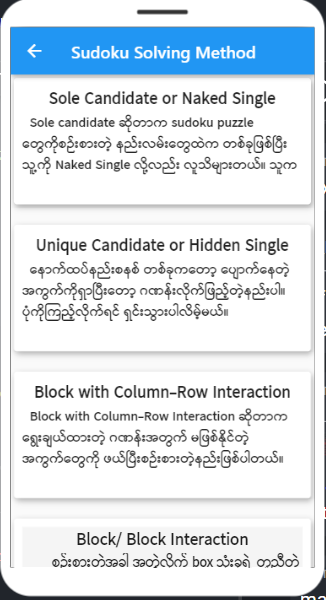 Sudoku Solving Method
Sole Candidate or Naked Single
Sole candidate ဆိုတာက sudoku puzzle
တွေကိုစဉ်းစားတဲ့ နည်းလမ်းတွေထဲက တစ်ခုဖြစ်ပြီး
သူ့ကို Naked Single လို့လည်း လူသိများတယ်။ သူက
Unique Candidate or Hidden Single
နောက်ထပ်နည်းစနစ် တစ်ခုကတော့ ပျောက်နေတဲ့
အကွက်ကိုရှာပြီးတော့ ဂဏန်းလိုက်ဖြည့်တဲ့နည်းပါ။
ပုံကိုကြည့်လိုက်ရင် ရှင်းသွားပါလိမ့်မယ်။
Block with Column–Row Interaction
Block with Column–Row Interaction ဆိုတာက
ရွေးချယ်ထားတဲ့ ဂဏန်းအတွက် မဖြစ်နိုင်တဲ့
အကွက်တွေကို ဖယ်ပြီးစဉ်းစားတဲ့နည်းဖြစ်ပါတယ်။
Block/ Block Interaction
စဉ်းစားတဲ့အခါ အတွဲလိုက် box သုံးခုရဲ့